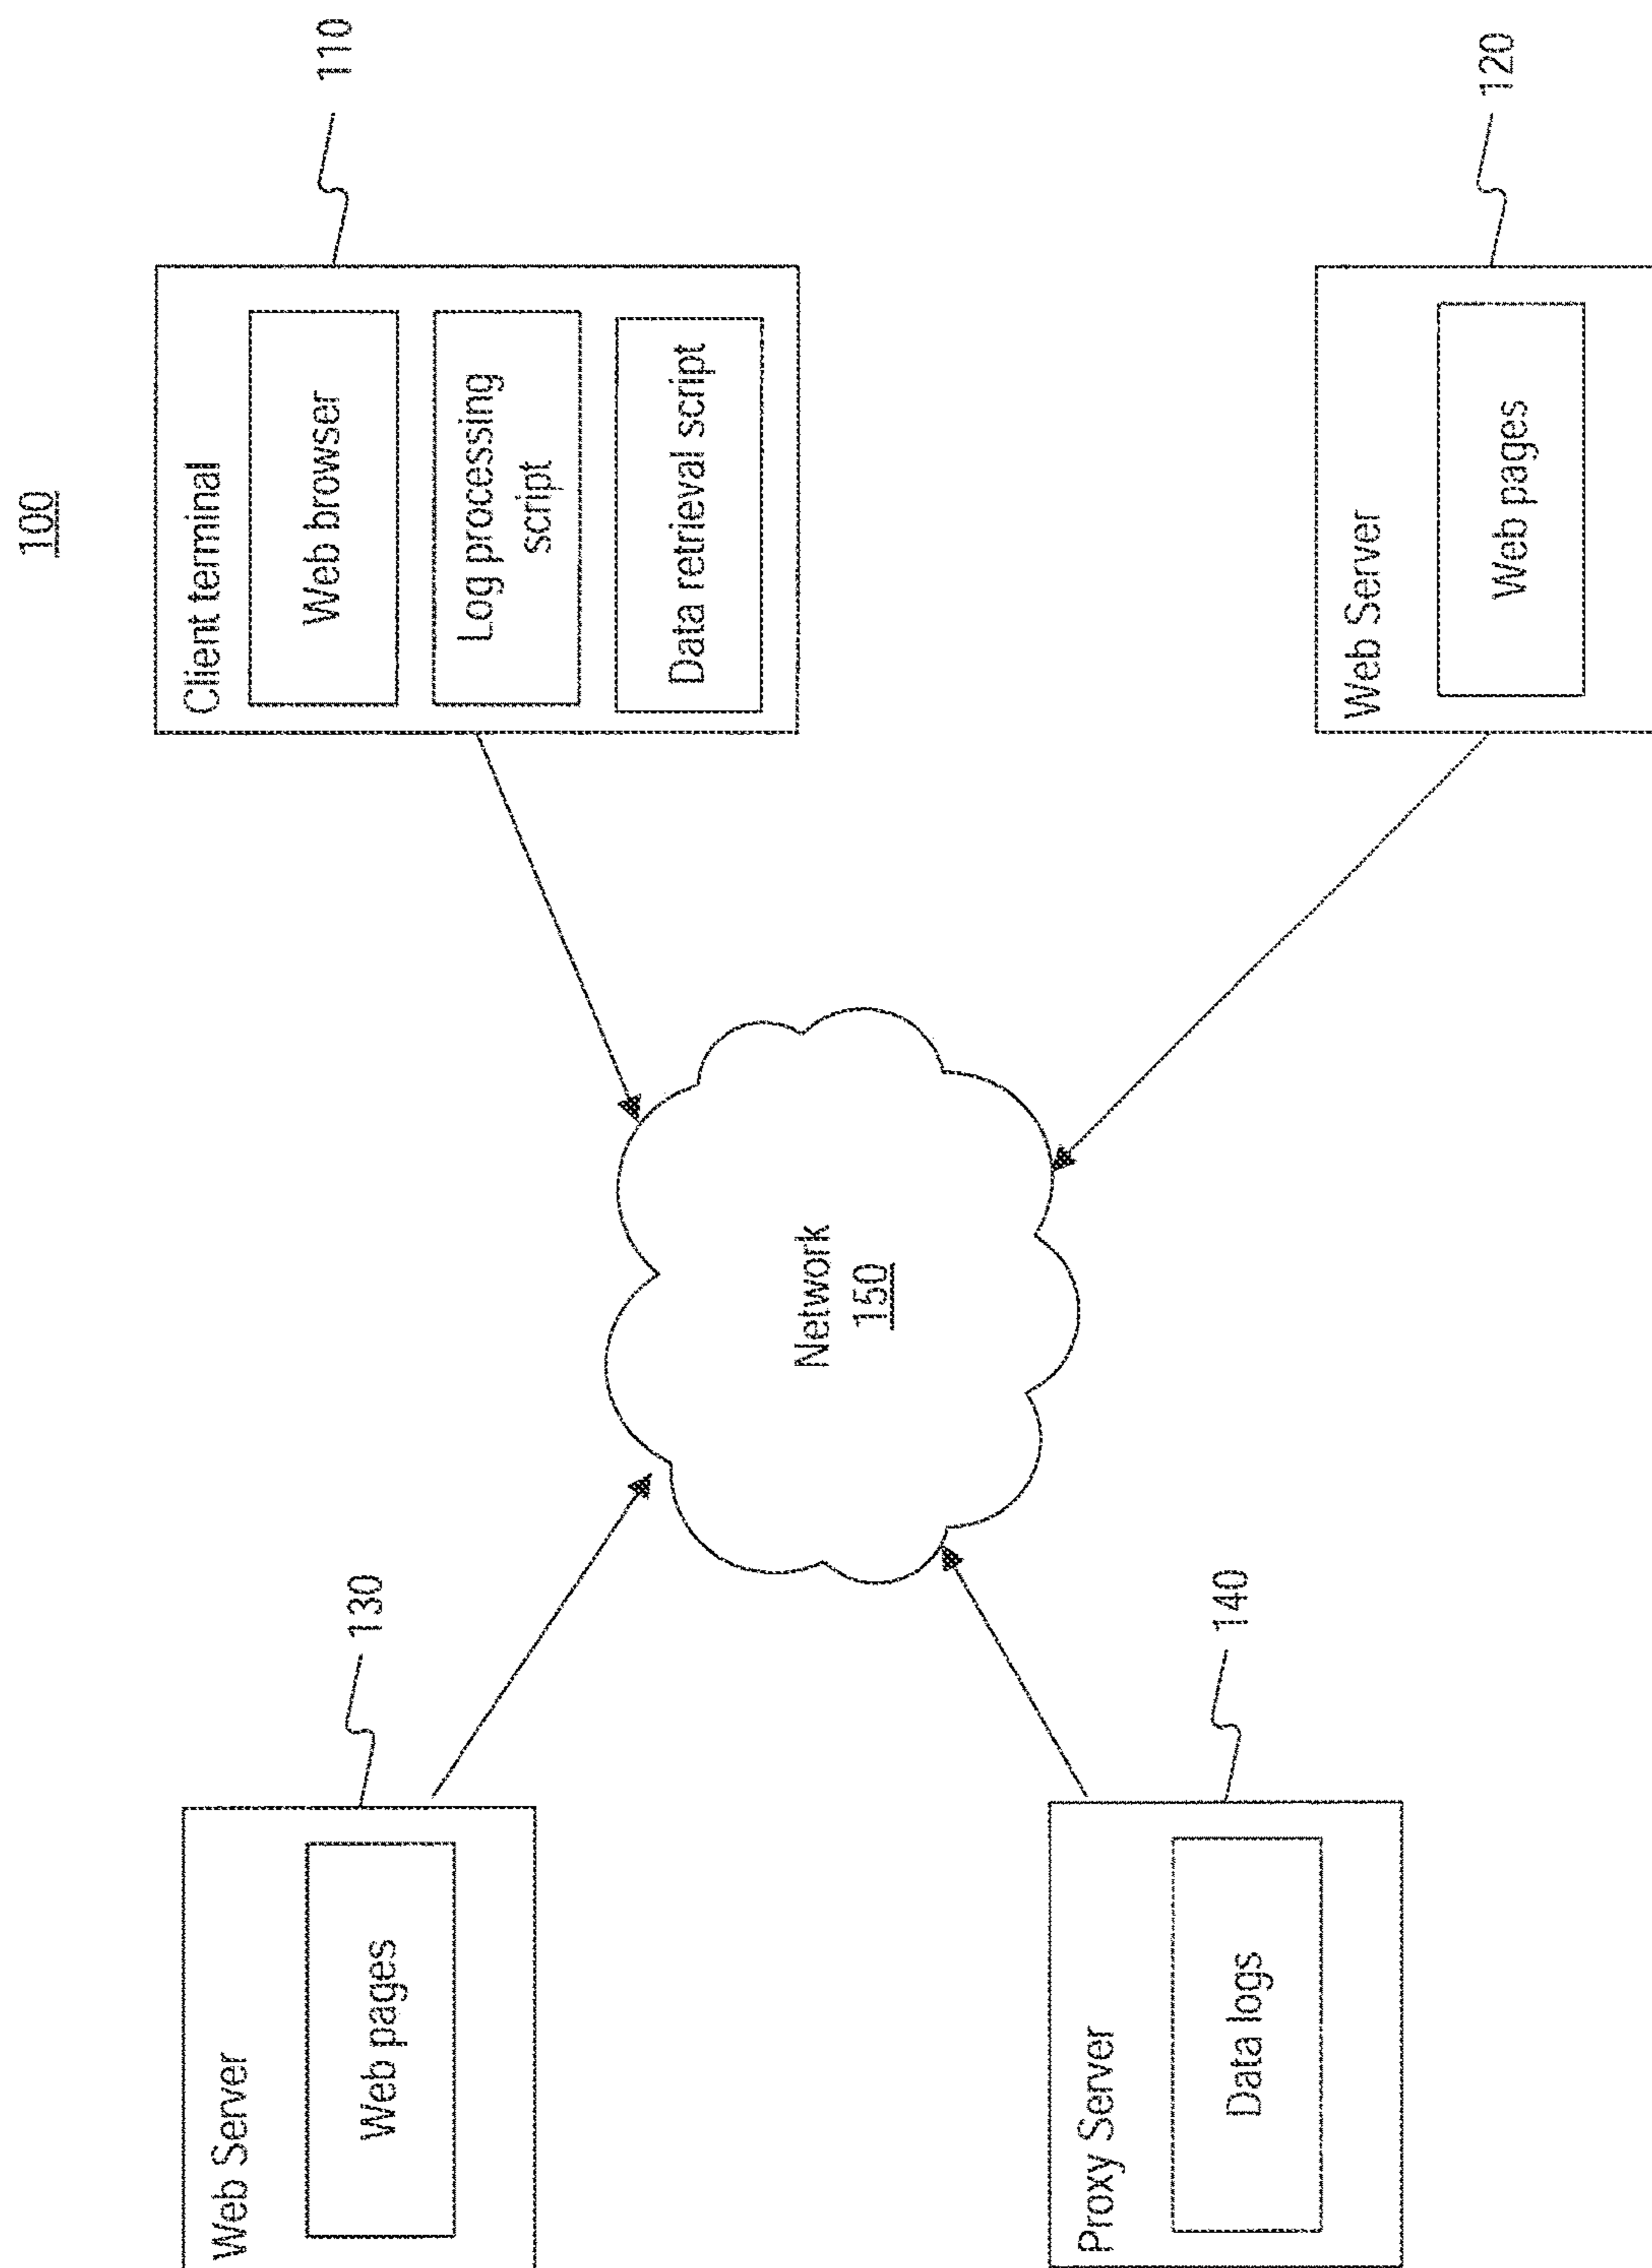 100
Web Server
Web pages
130
Client terminal
Web browser
Log processing
script
Data retrieval script
110
Network
150
Proxy Server
Data logs
140
Web Server
Web pages
120